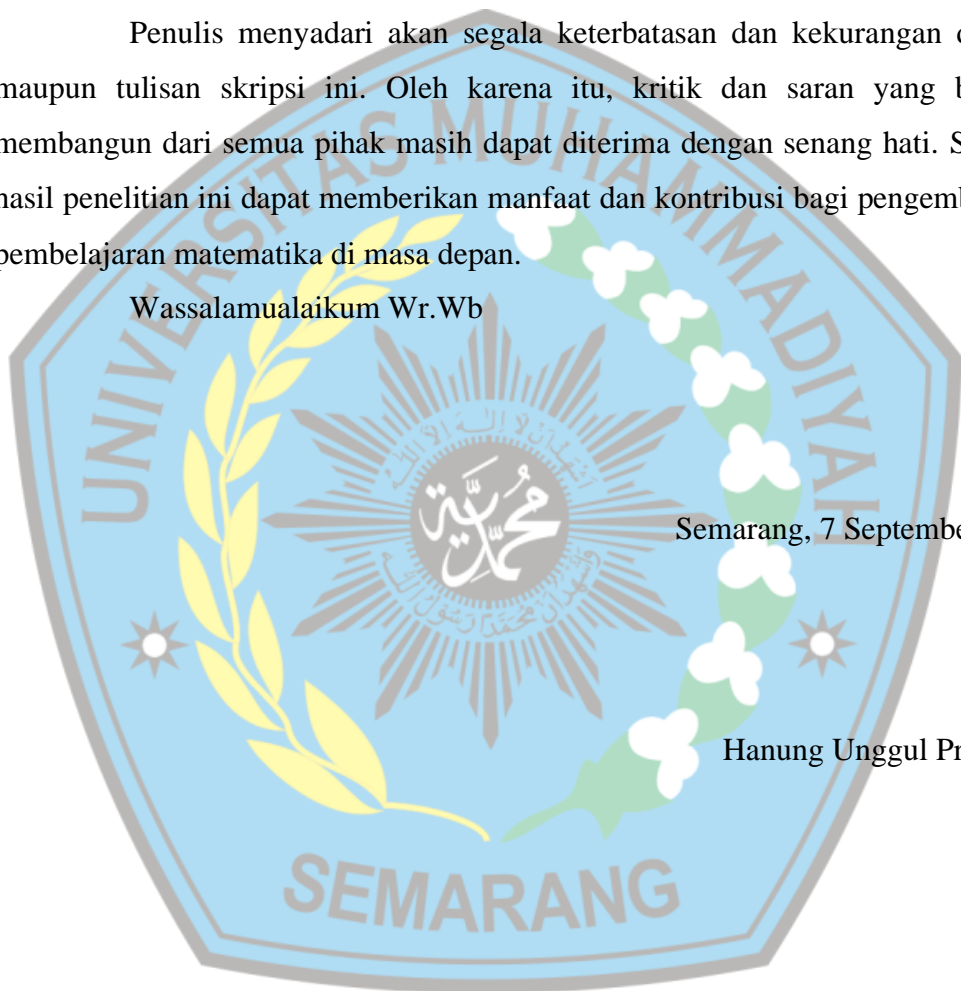 Penulis menyadari akan segala keterbatasan dan kekurangan
maupun tulisan skripsi ini. Oleh karena itu, kritik dan saran yang
membangun dari semua pihak masih dapat diterima dengan senang hati.
hasil penelitian ini dapat memberikan manfaat dan kontribusi bagi
pembelajaran matematika di masa depan.
Wassalamualaikum Wr.Wb
Semarang, 7
Hanung Unggul
UNIVERSITAS MUHAMMADIYAH
SEMARANG